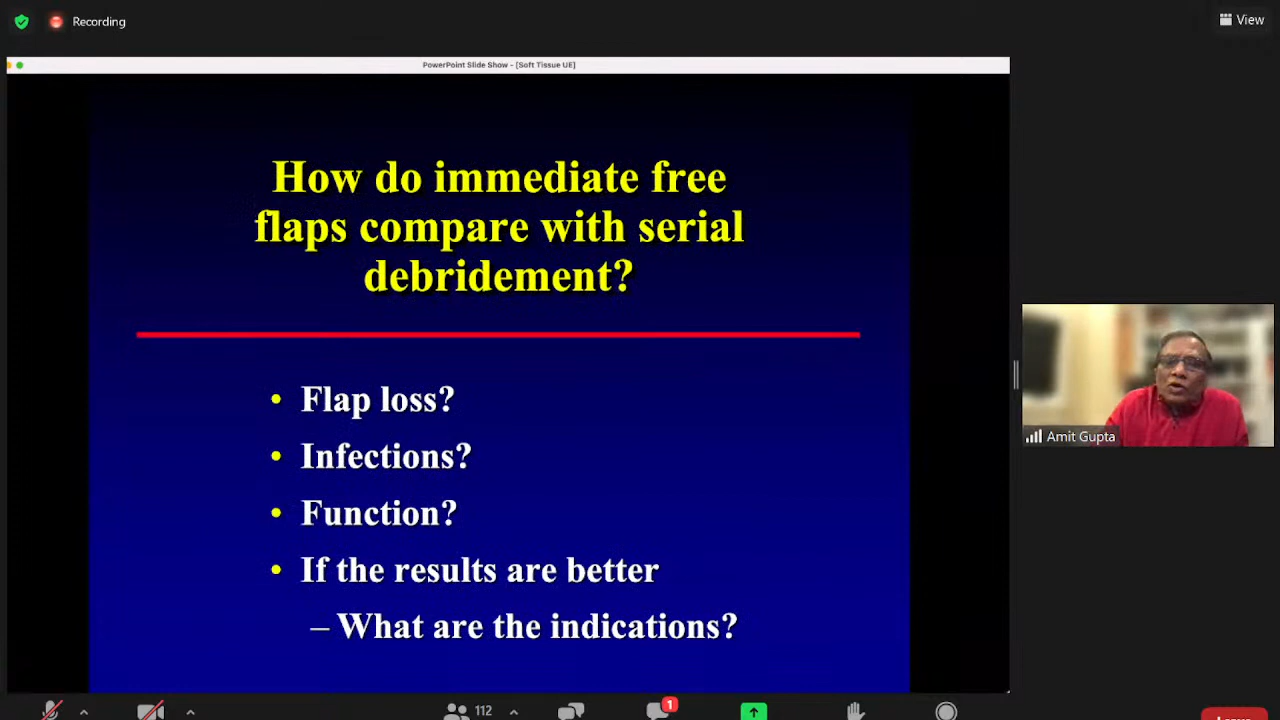 Recording
View
PowerPoint Slide Show - [Soft Tissue UE]
How do immediate free
flaps compare with serial
debridement?
• Flap loss?
• Infections?
• Function?
• If the results are better
– What are the indications?
Amit Gupta
112
1
Leave